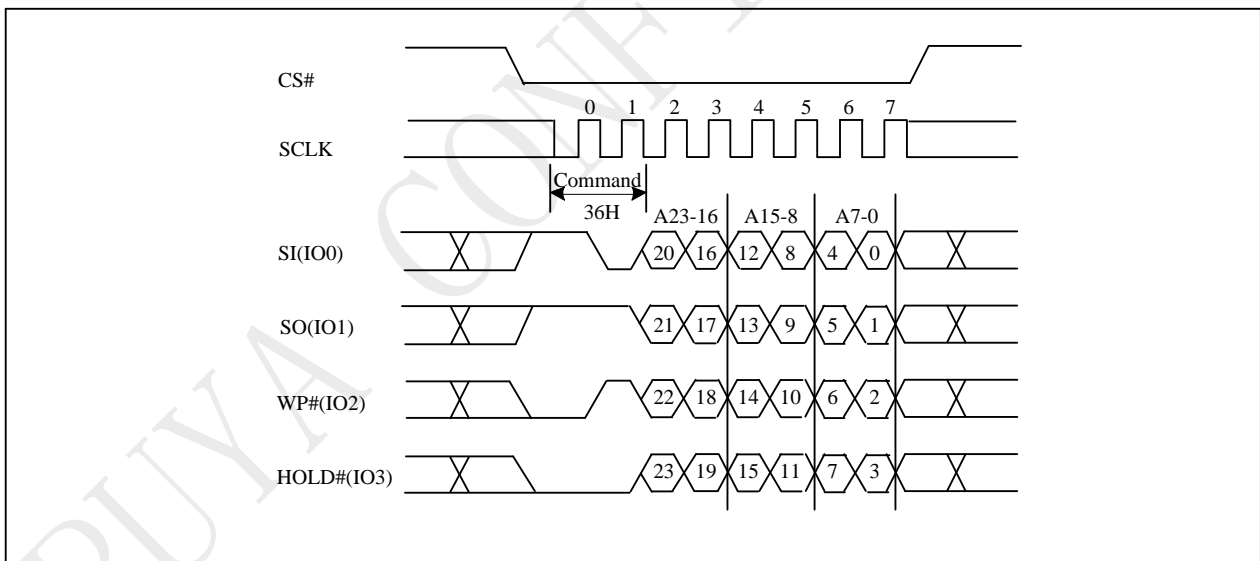 CS#
0 1 2 3 4 5 6 7
SCLK
Command
36H
A23-16 A15-8 A7-0
SI(IO0)
20 16 12 8 4 0
SO(IO1)
21 17 13 9 5 1
WP#(IO2)
22 18 14 10 6 2
HOLD#(IO3)
23 19 15 11 7 3
PUYA CONF